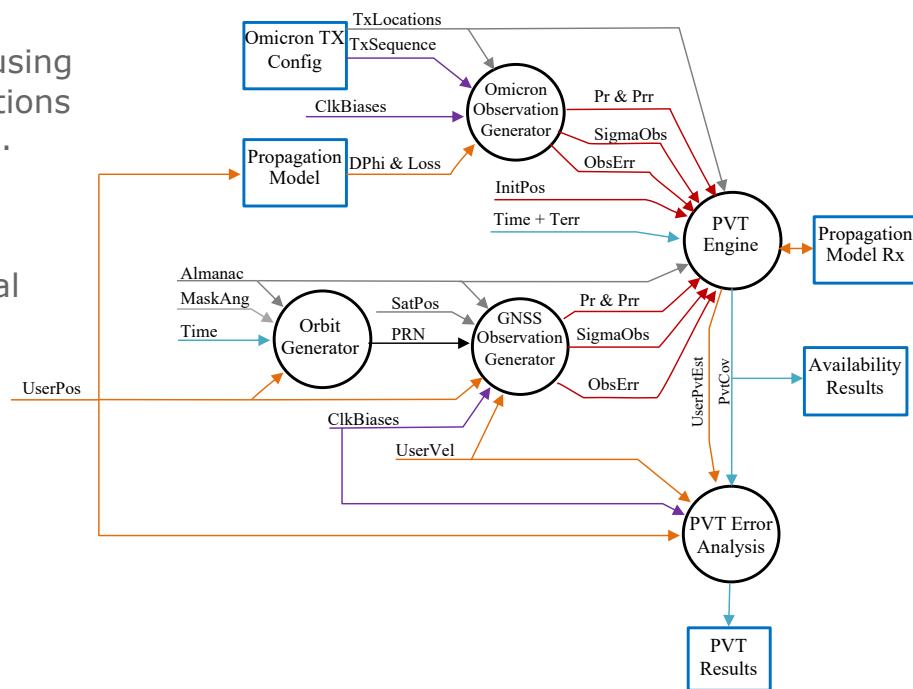 using
tions
.
al
TxLocations
Omicron TX
Config
TxSequence
ClkBiases
Omicron
Observation
Generator
Pr & Prr
SigmaObs
ObsErr
Propagation
Model
DPhi & Loss
InitPos
Time + Terr
PVT
Engine
Propagation
Model Rx
Almanac
MaskAng
Time
Orbit
Generator
SatPos
PRN
GNSS
Observation
Generator
Pr & Prr
SigmaObs
ObsErr
UserPos
ClkBiases
UserVel
UserPvtEst
PvtCov
Availability
Results
PVT Error
Analysis
PVT
Results